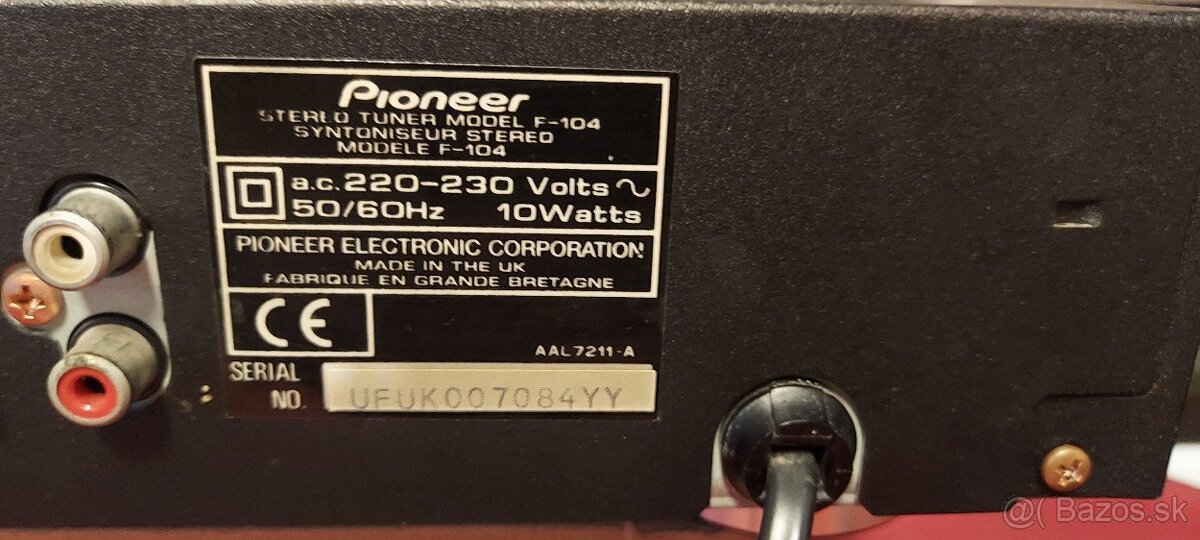 Pioneer
STEREO TUNER MODEL F-104
SYNTONISEUR STEREO
MODELE F-104
a.c. 220-230 Volts ~
50/60Hz 10Watts
PIONEER ELECTRONIC CORPORATION
MADE IN THE UK
FABRIQUE EN GRANDE BRETAGNE
CE
AAL7211-A
SERIAL
NO. UFUK007084YY
@( Bazos.sk